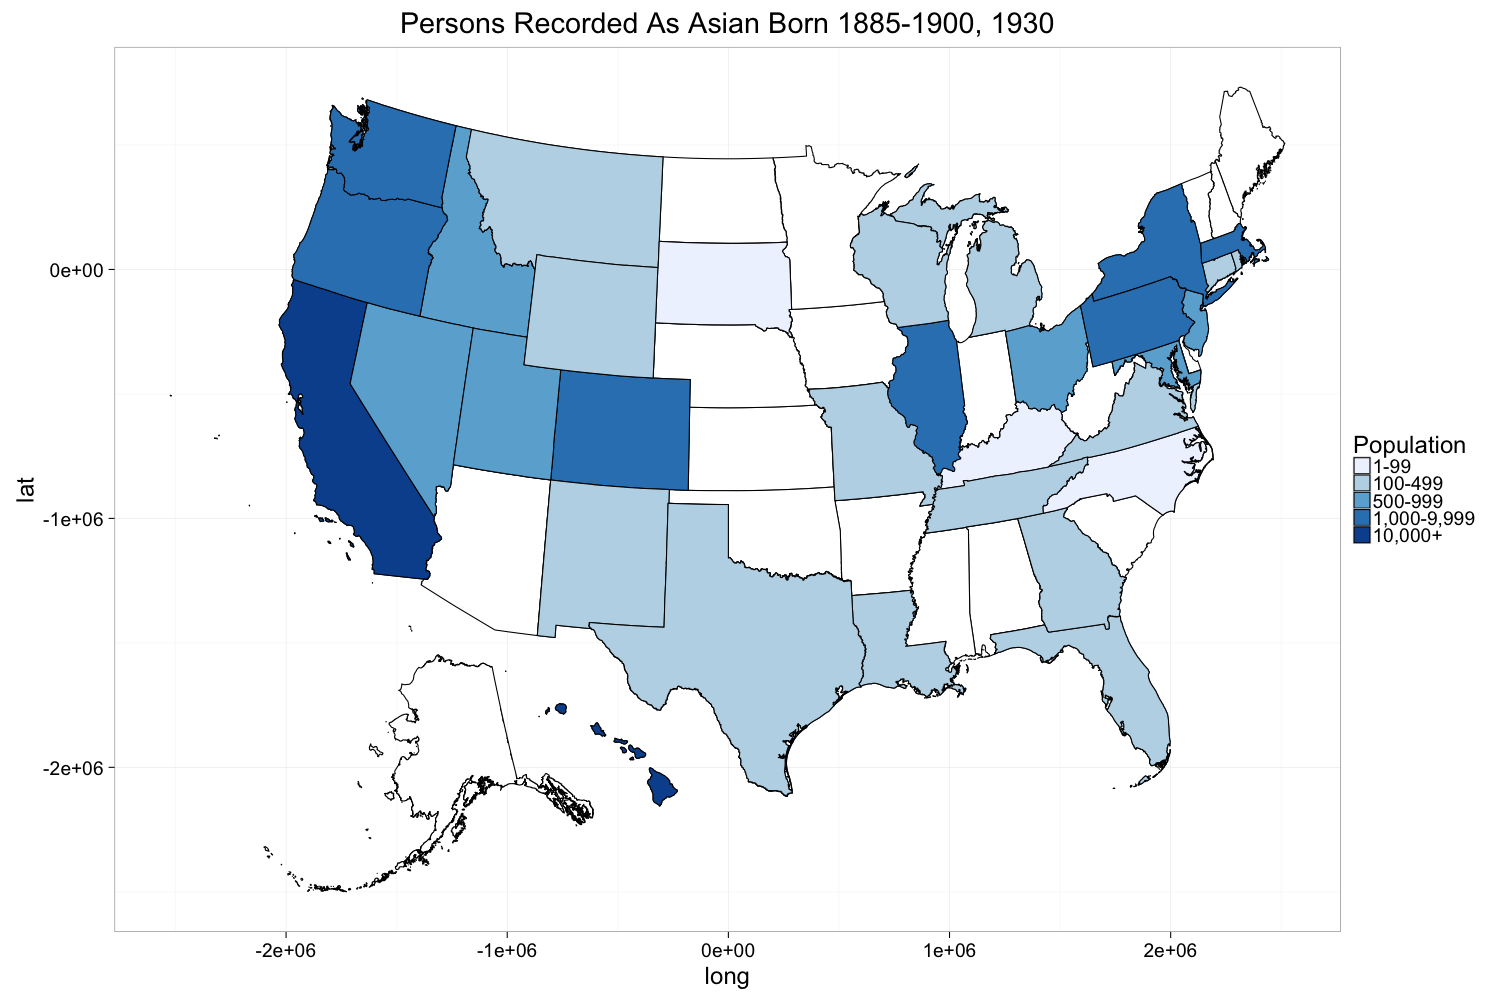 Persons Recorded As Asian Born 1885-1900, 1930
lat
0e+00
-1e+06
-2e+06
-2e+06
-1e+06
0e+00
1e+06
2e+06
long
Population
1-99
100-499
500-999
1,000-9,999
10,000+